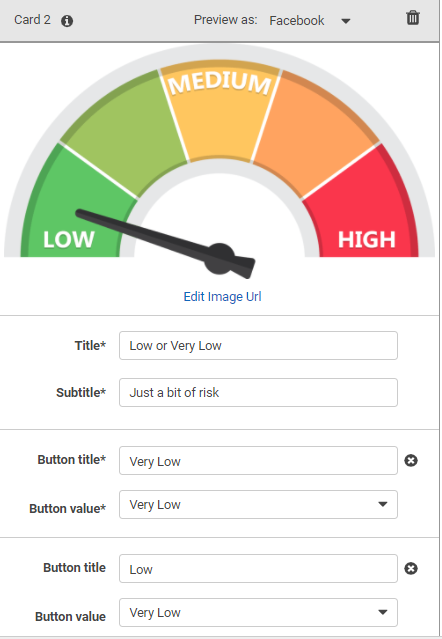 Card 2 Preview as: Facebook
MEDIUM
LOW HIGH
Edit Image Url
Title* Low or Very Low
Subtitle* Just a bit of risk
Button title* Very Low
Button value* Very Low
Button title Low
Button value Very Low